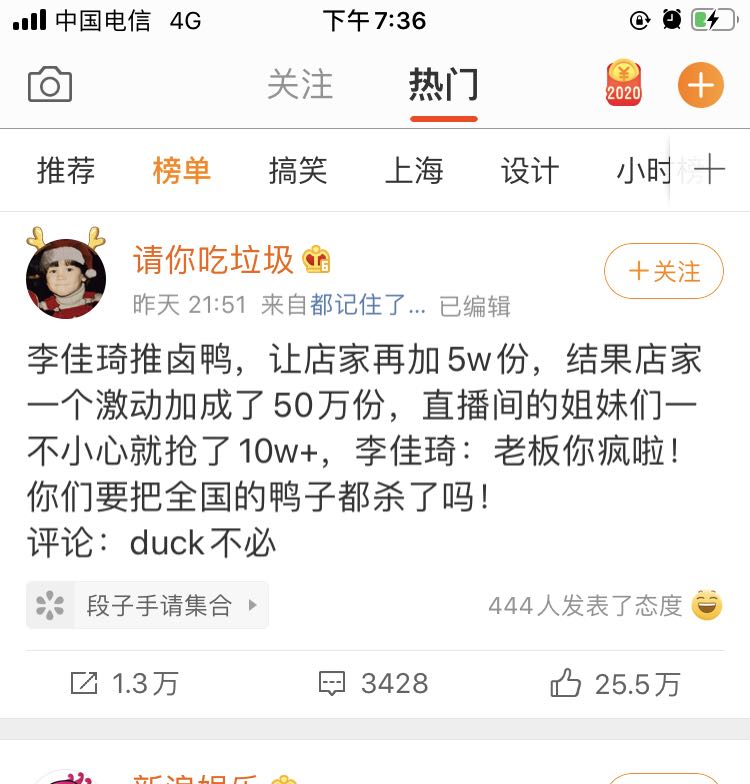 中国电信 4G 下午7:36
关注 热门 2020
推荐 榜单 搞笑 上海 设计 小时榜
请你吃垃圾
+关注
昨天 21:51 来自都记住了... 已编辑
李佳琦推卤鸭，让店家再加5w份，结果店家
一个激动加成了50万份，直播间的姐妹们一
不小心就抢了10w+，李佳琦：老板你疯啦！
你们要把全国的鸭子都杀了吗！
评论：duck不必
段子手请集合
444人发表了态度
1.3万 3428 25.5万
新浪娱乐